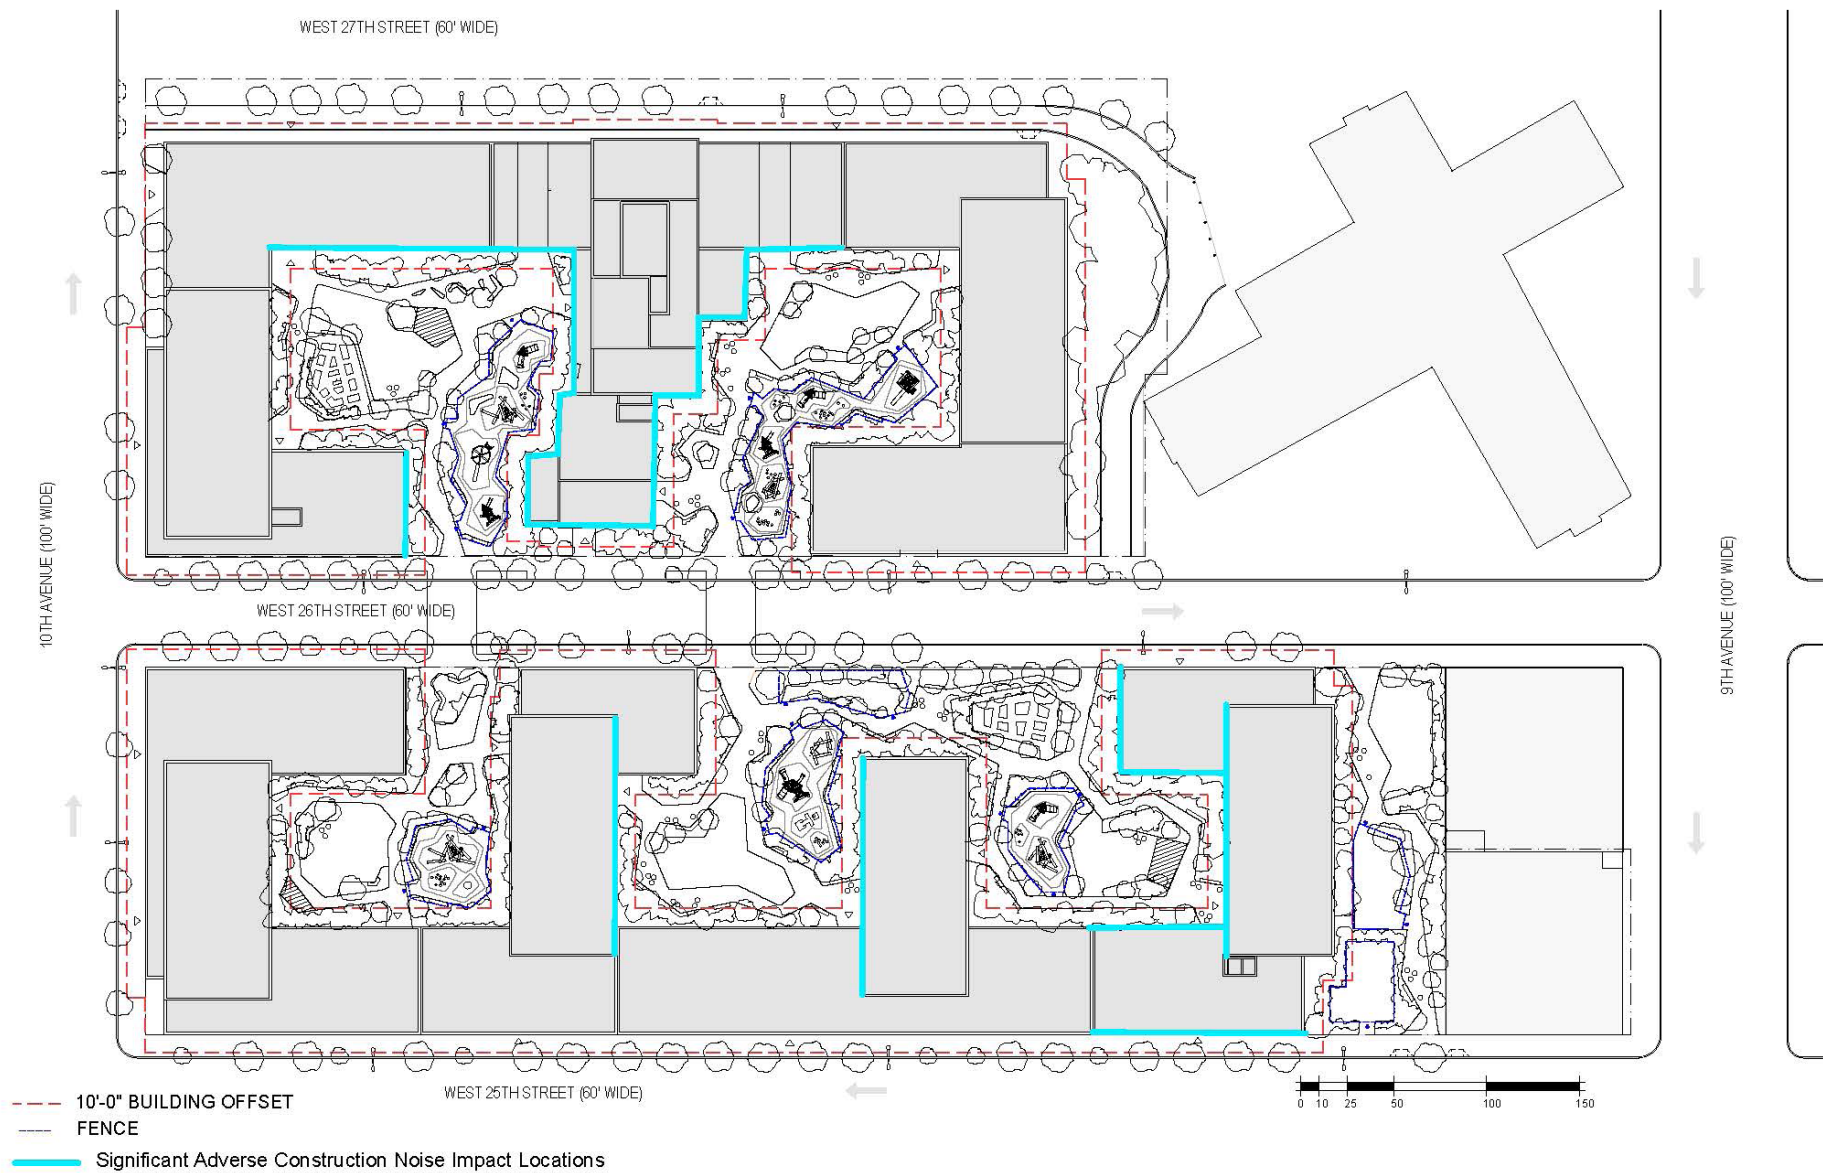 WEST 27TH STREET (60' WIDE)
10TH AVENUE (100' WIDE)
9TH AVENUE (100' WIDE)
WEST 26TH STREET (60' WIDE)
WEST 25TH STREET (60' WIDE)
0 10 25 50 100 150
10'-0" BUILDING OFFSET
FENCE
Significant Adverse Construction Noise Impact Locations